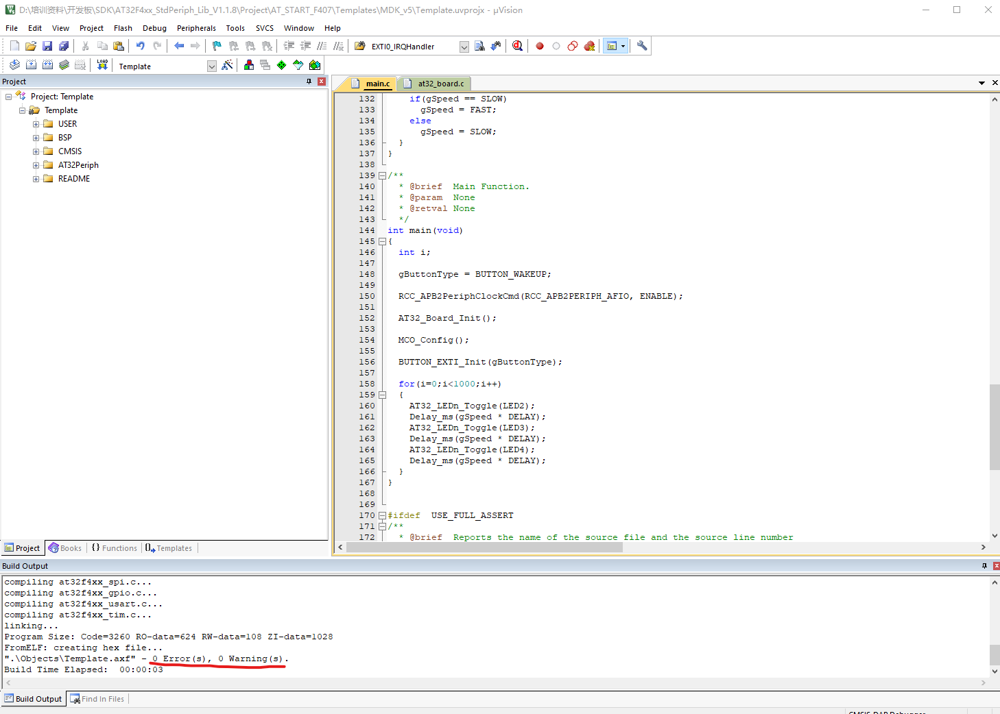 D:\培训资料\开发板\SDK\AT32F4xx_StdPeriph_Lib_V1.1.8\Project\AT_START_F407\Templates\MDK_v5\Template.uvprojx - µVision
File Edit View Project Flash Debug Peripherals Tools SVCS Window Help
EXTI0_IRQHandler
LOAD
Template
Project
Project: Template
Template
USER
BSP
CMSIS
AT32Periph
README
Project Books {} Functions Templates
main.c at32_board.c
132 if(gSpeed == SLOW)
133 gSpeed = FAST;
134 else
135 gSpeed = SLOW;
136 }
137 }
138
139 /**
140 * @brief  Main Function.
141 * @param  None
142 * @retval None
143 */
144 int main(void)
145 {
146 int i;
147
148 gButtonType = BUTTON_WAKEUP;
149
150 RCC_APB2PeriphClockCmd(RCC_APB2PERIPH_AFIO, ENABLE);
151
152 AT32_Board_Init();
153
154 MCO_Config();
155
156 BUTTON_EXTI_Init(gButtonType);
157
158 for(i=0;i<1000;i++)
159 {
160 AT32_LEDn_Toggle(LED2);
161 Delay_ms(gSpeed * DELAY);
162 AT32_LEDn_Toggle(LED3);
163 Delay_ms(gSpeed * DELAY);
164 AT32_LEDn_Toggle(LED4);
165 Delay_ms(gSpeed * DELAY);
166 }
167 }
168
169
170 #ifdef  USE_FULL_ASSERT
171 /**
172 * @brief  Reports the name of the source file and the source line number
Build Output
compiling at32f4xx_spi.c...
compiling at32f4xx_gpio.c...
compiling at32f4xx_usart.c...
compiling at32f4xx_tim.c...
linking...
Program Size: Code=3260 RO-data=624 RW-data=108 ZI-data=1028
FromELF: creating hex file...
".\Objects\Template.axf" - 0 Error(s), 0 Warning(s).
Build Time Elapsed:  00:00:03
Build Output Find In Files
CMSIS-DAP Debugger